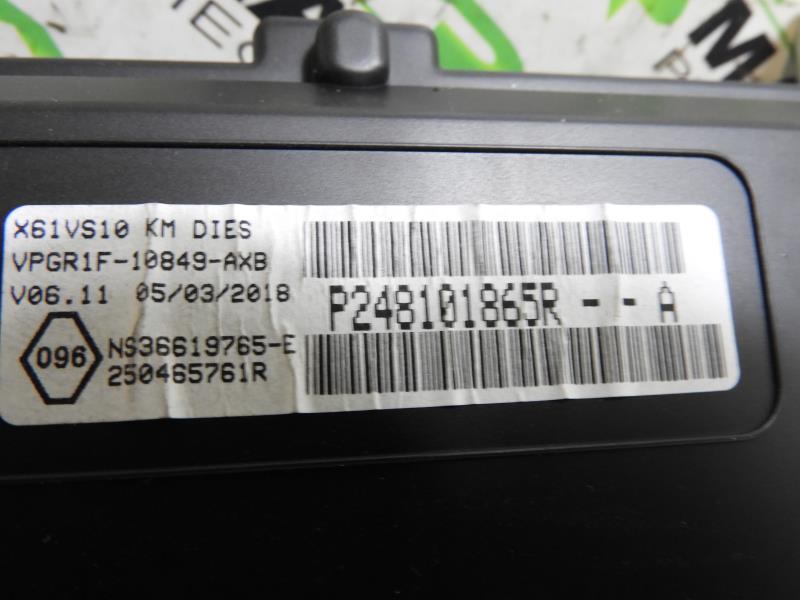 X61VS10 KM DIES
VPGR1F-10849-AXB
V06.11 05/03/2018
P248101865R--A
096
NS36619765-E
250465761R